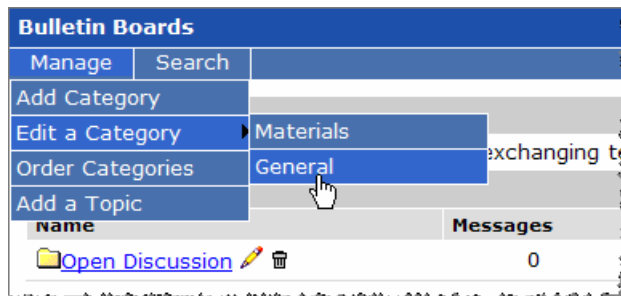 Bulletin Boards
Manage Search
Add Category
Edit a Category
Materials
exchanging
Order Categories
General
Add a Topic
Name Messages
Open Discussion 0